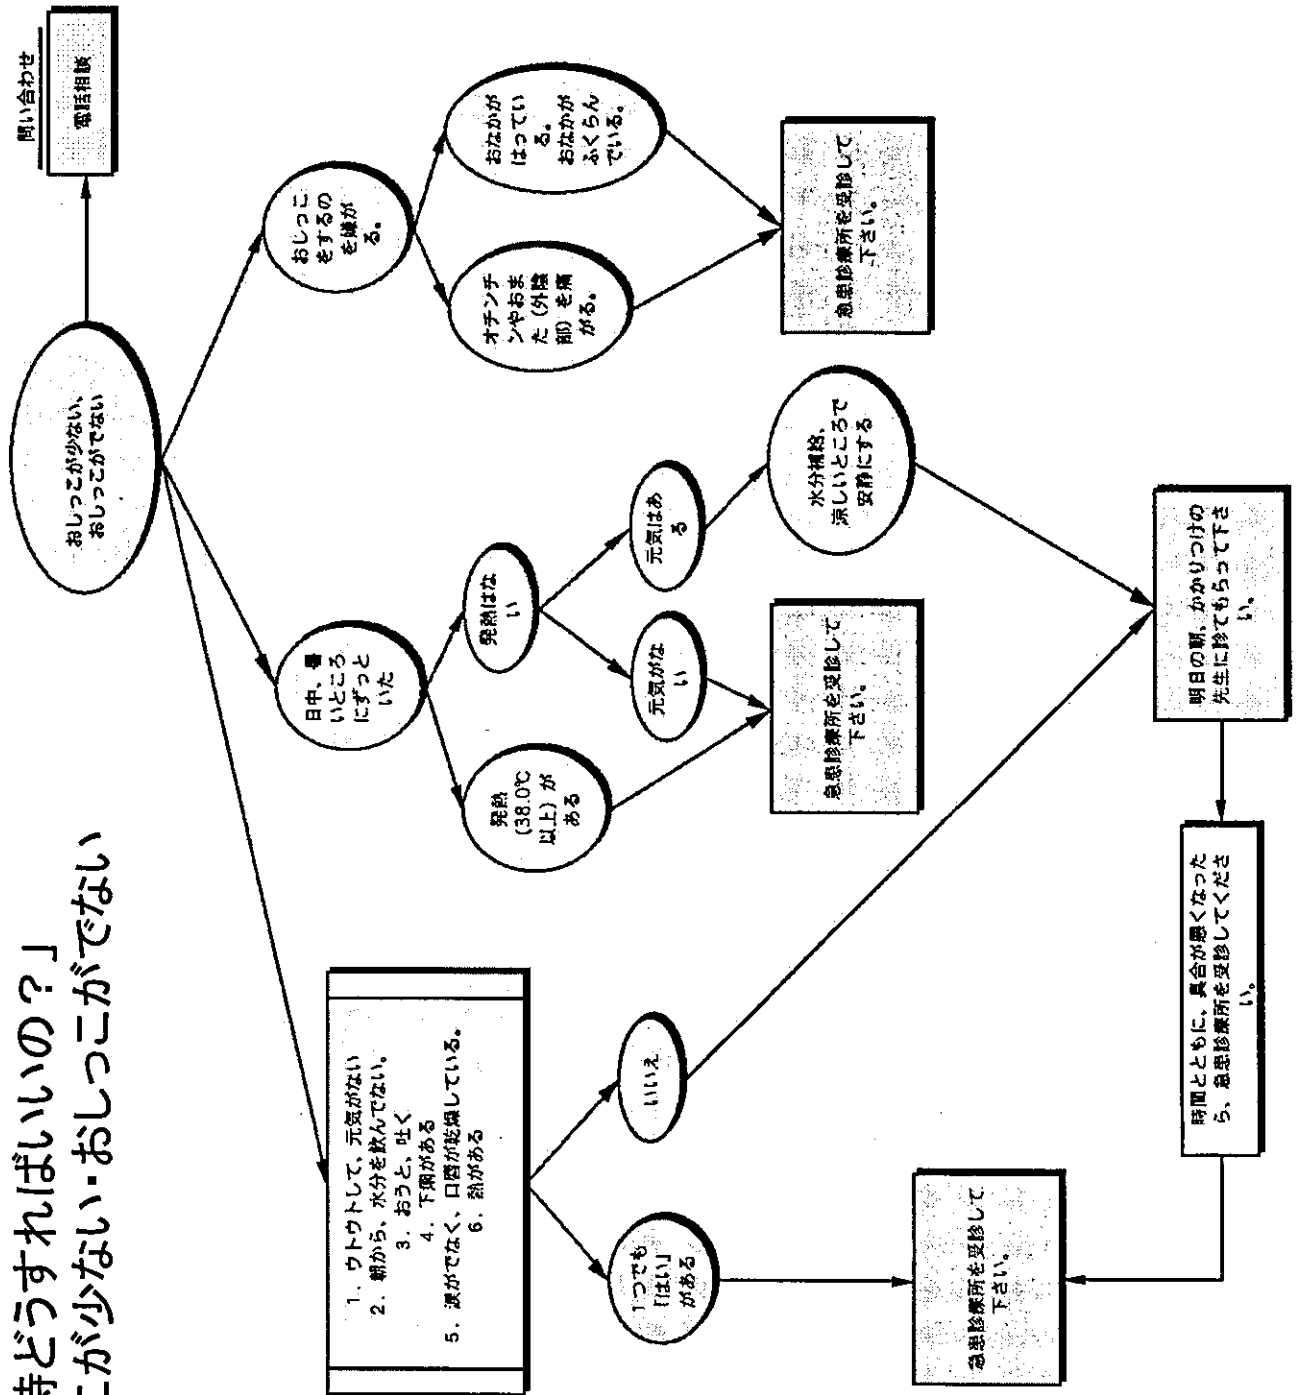 時どうすればいいの？」
こが少ない・おしっこがでない
問い合わせ
電話相談
おしっこが少ない、
おしっこがでない
1. ウトウトして、元気がない
2. 朝から、水分を飲んでない。
3. おうと、吐く
4. 下痢がある
5. 涙がでなく、口唇が乾燥している。
6. 熱がある
1つでも
「はい」
がある
いいえ
急患診療所を受診して
下さい。
日中、暑
いところ
にずっと
いた
発熱
(38.0℃
以上) が
ある
発熱はな
い
元気がな
い
元気はあ
る
急患診療所を受診して
下さい。
水分補給、
涼しいところで
安静にする
おしっこ
をするの
を嫌が
る。
オチンチ
ンやおま
た (外陰
部) を痛
がる。
おなかが
はってい
る。
おなかが
ふくらん
でいる。
急患診療所を受診して
下さい。
明日の朝、かかりつけの
先生に診てもらって下さ
い。
時間とともに、具合が悪くなった
ら、急患診療所を受診してくださ
い。